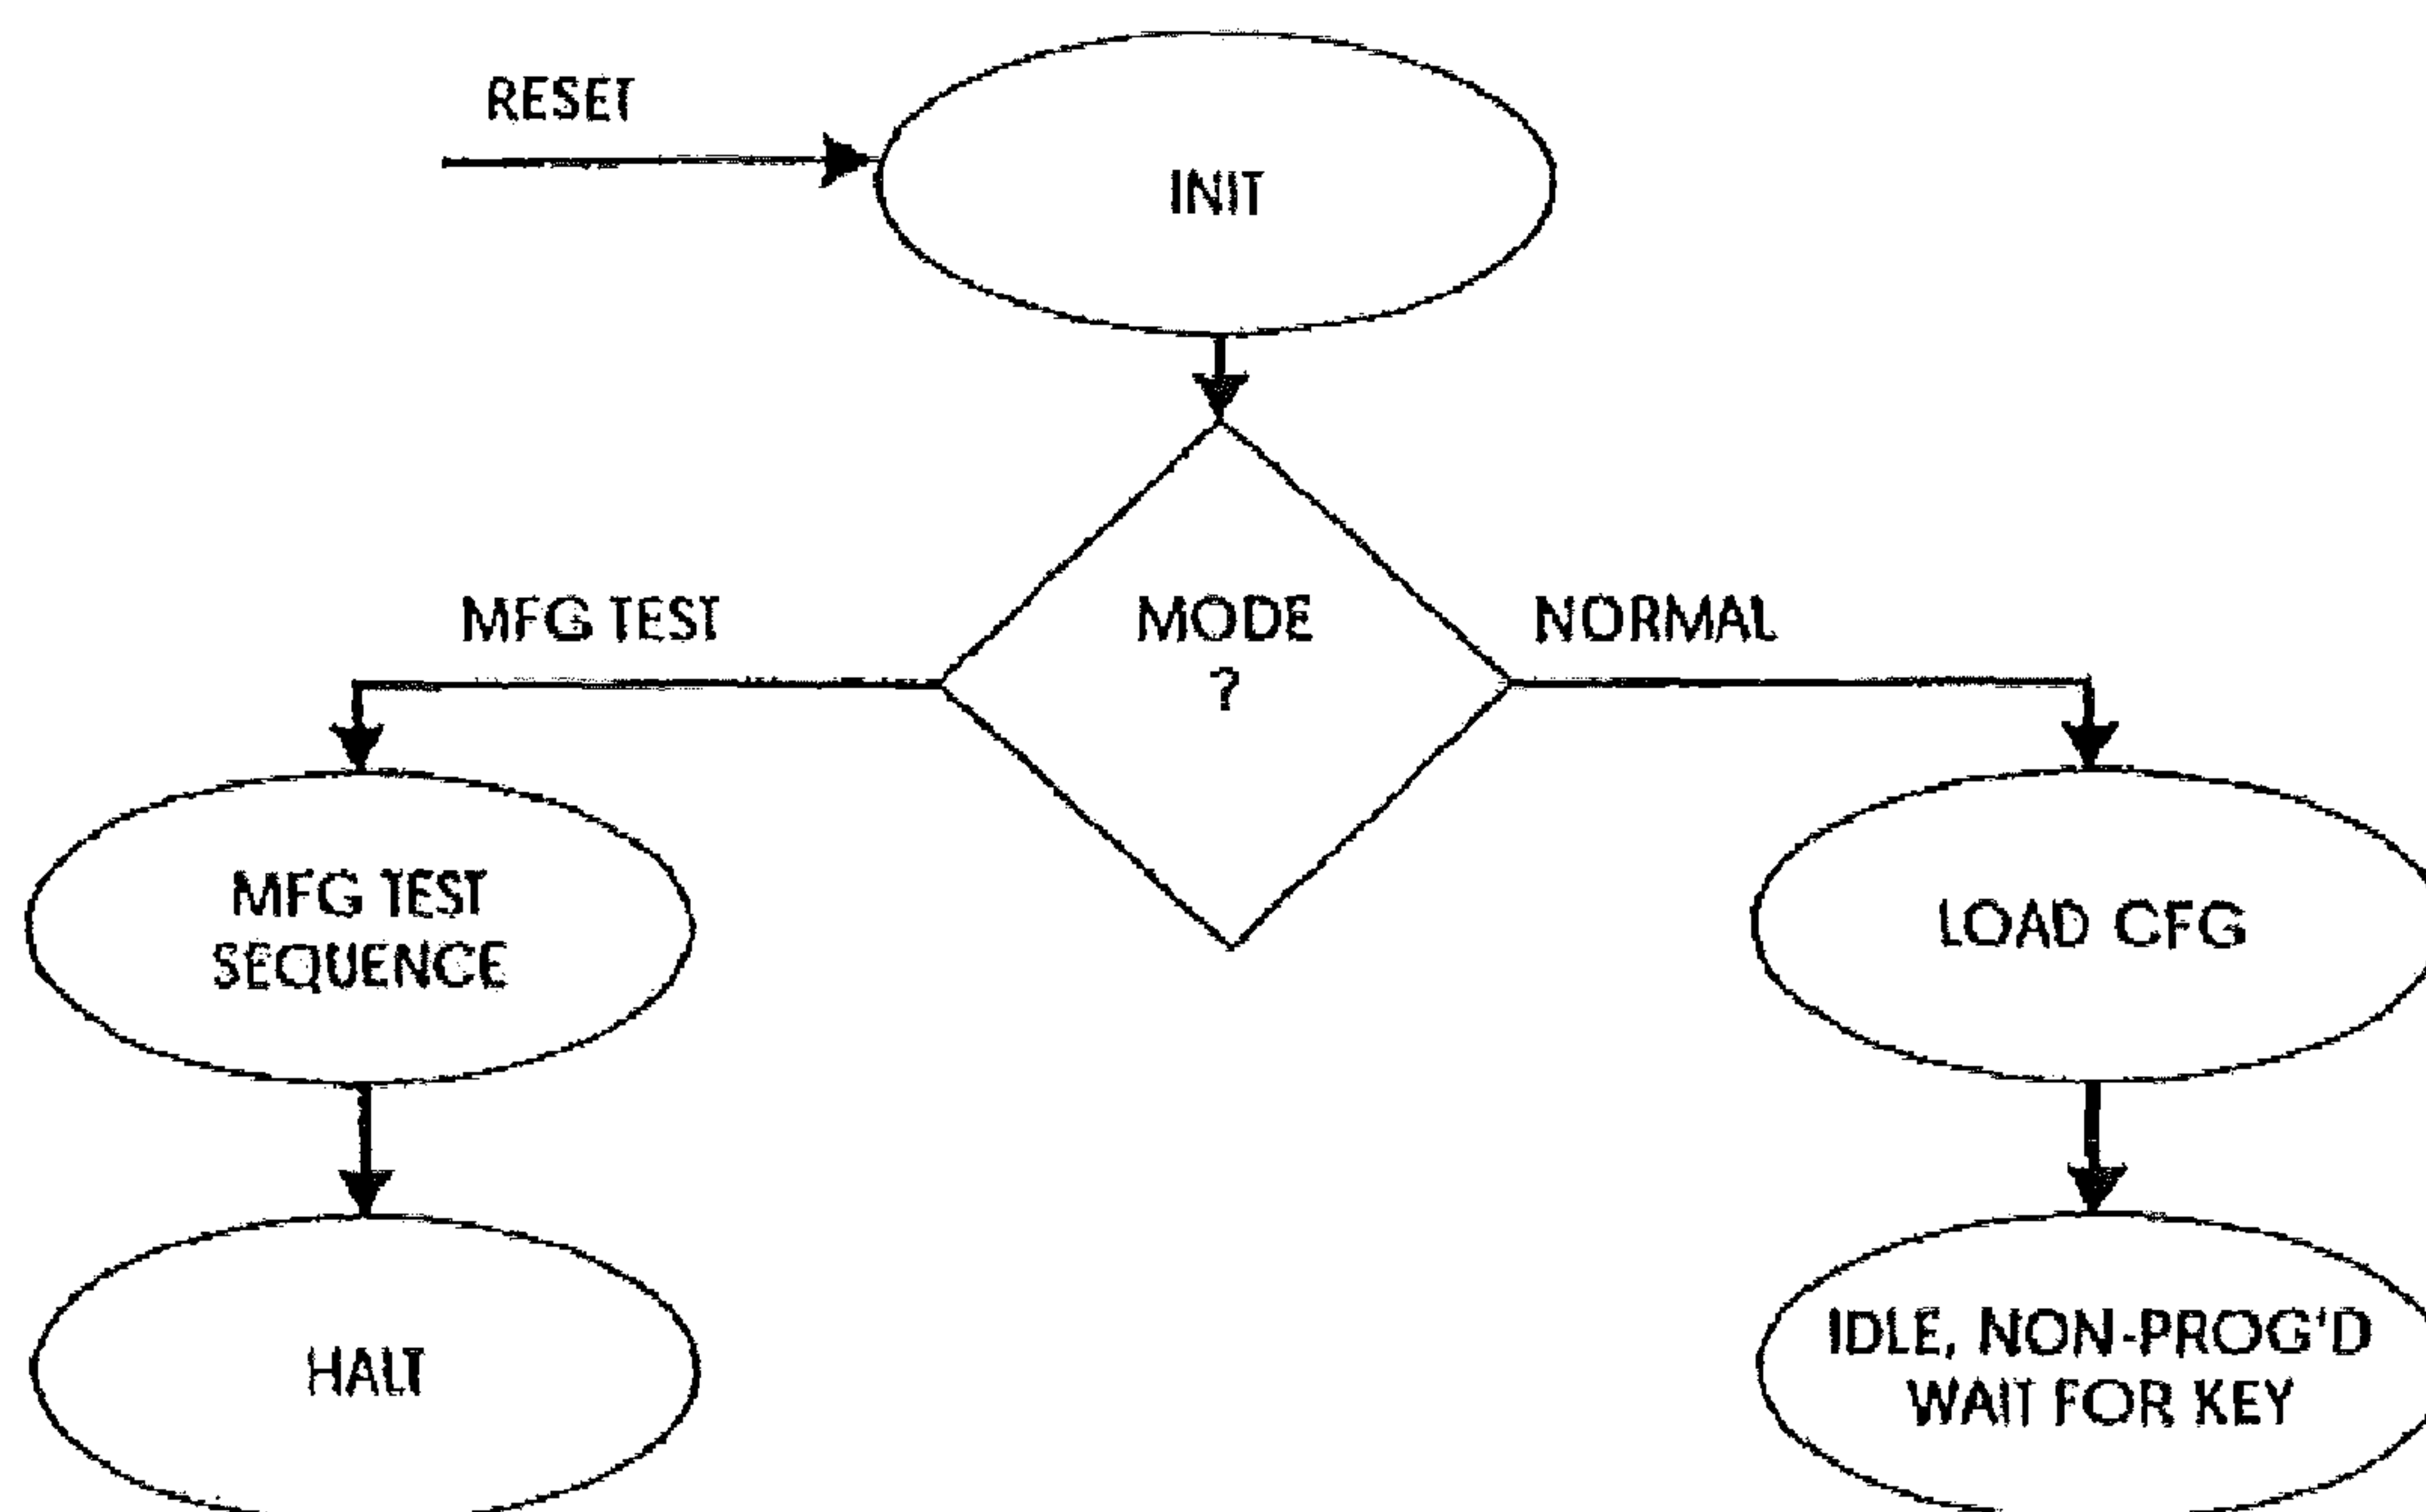 RESET
INIT
MODE
?
MFG TEST
NORMAL
MFG TEST
SEQUENCE
LOAD CFG
HALT
IDLE, NON-PROG'D
WAIT FOR KEY